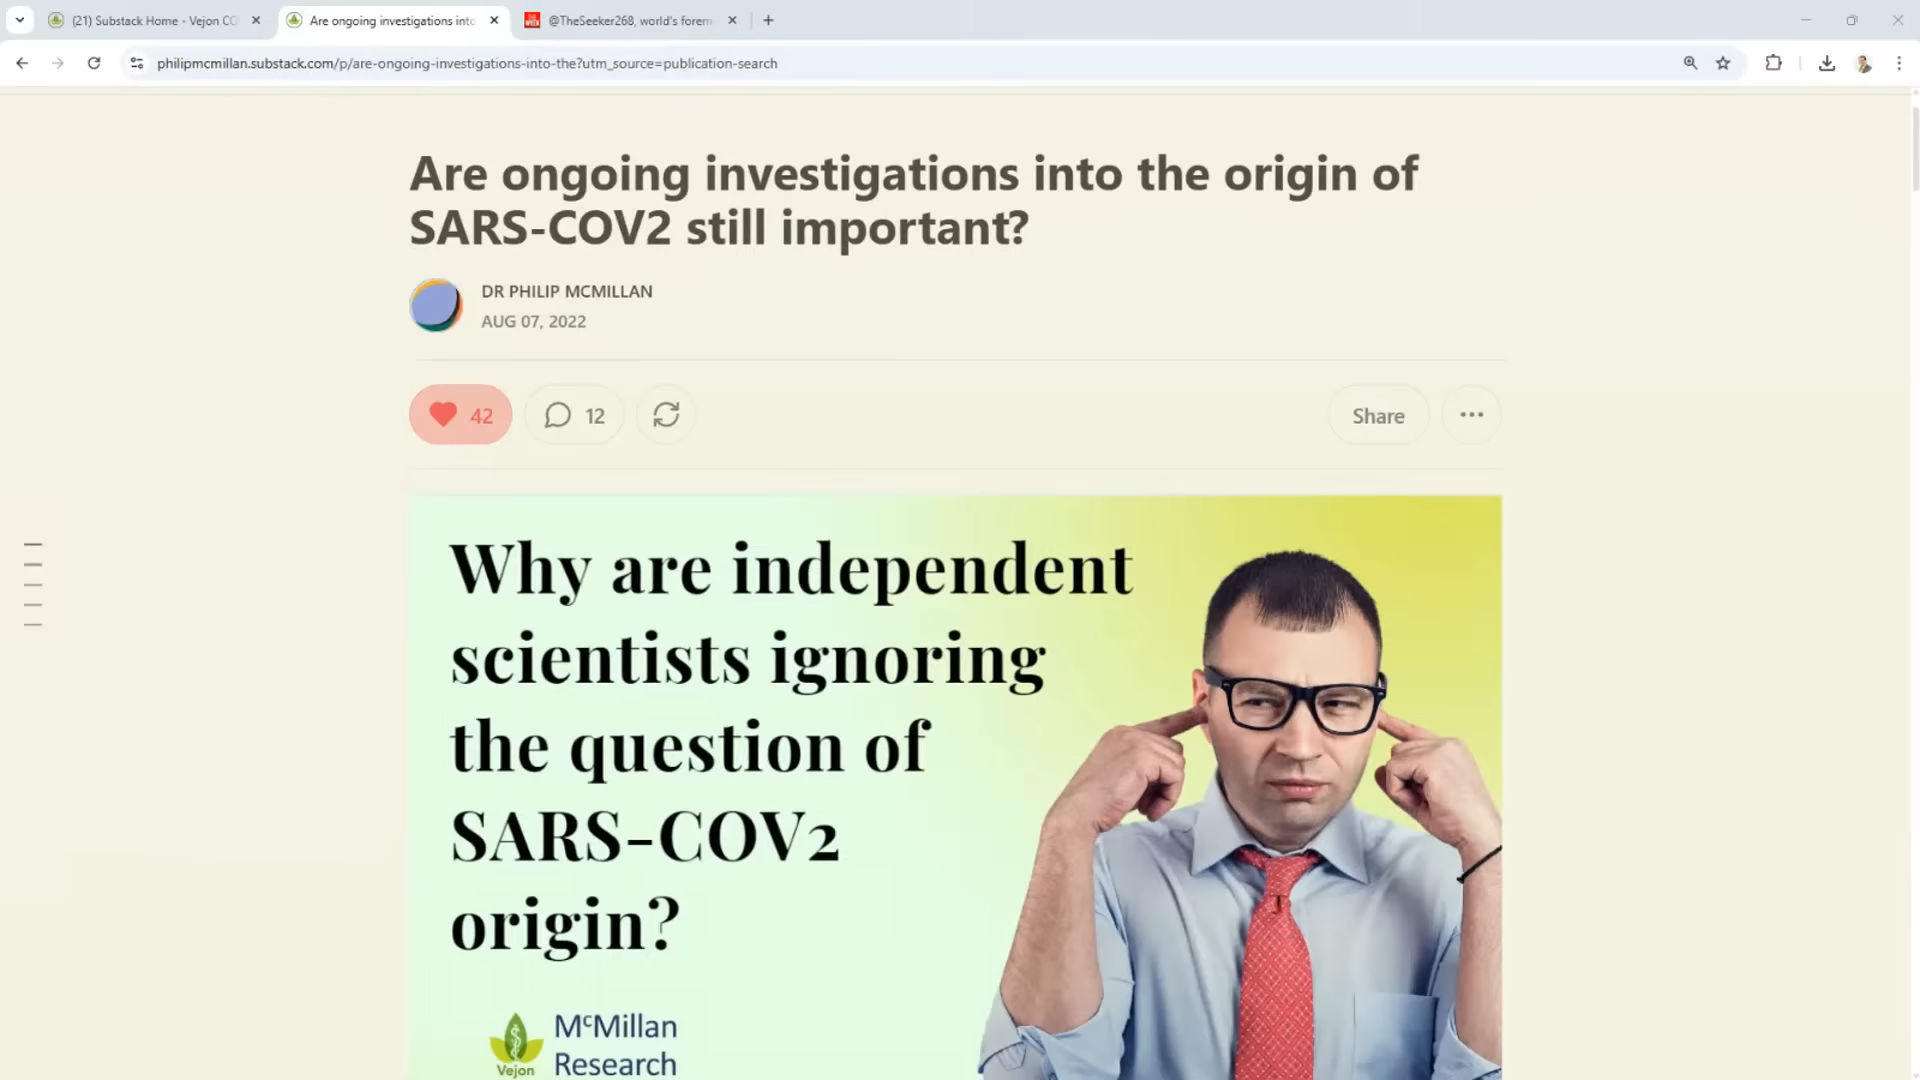 (21) Substack Home - Vejon CO
Are ongoing investigations into
@TheSeeker268, world's forem
philipmcmillan.substack.com/p/are-ongoing-investigations-into-the?utm_source=publication-search
Are ongoing investigations into the origin of
SARS-COV2 still important?
DR PHILIP MCMILLAN
AUG 07, 2022
42
12
Share
Why are independent
scientists ignoring
the question of
SARS-COV2
origin?
McMillan
Research
Vejon